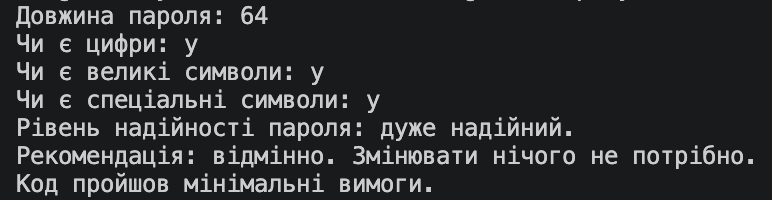 Довжина пароля: 64
Чи є цифри: y
Чи є великі символи: y
Чи є спеціальні символи: y
Рівень надійності пароля: дуже надійний.
Рекомендація: відмінно. Змінювати нічого не потрібно.
Код пройшов мінімальні вимоги.